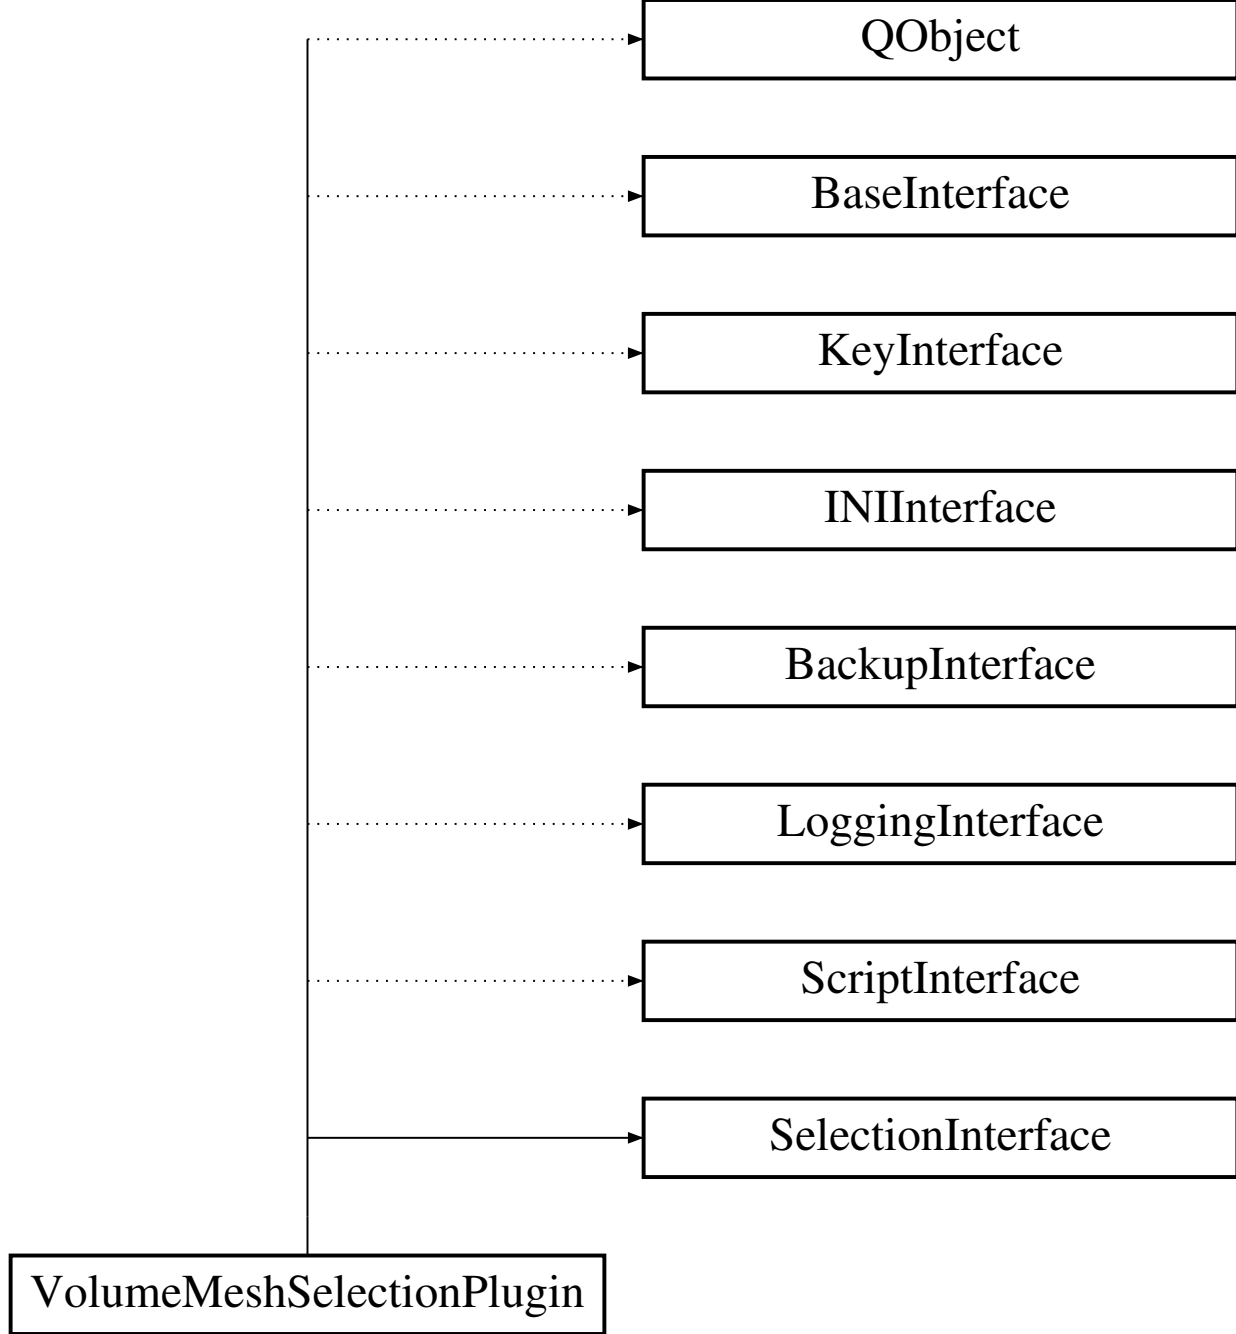 QObject
BaseInterface
KeyInterface
INIInterface
BackupInterface
LoggingInterface
ScriptInterface
SelectionInterface
VolumeMeshSelectionPlugin